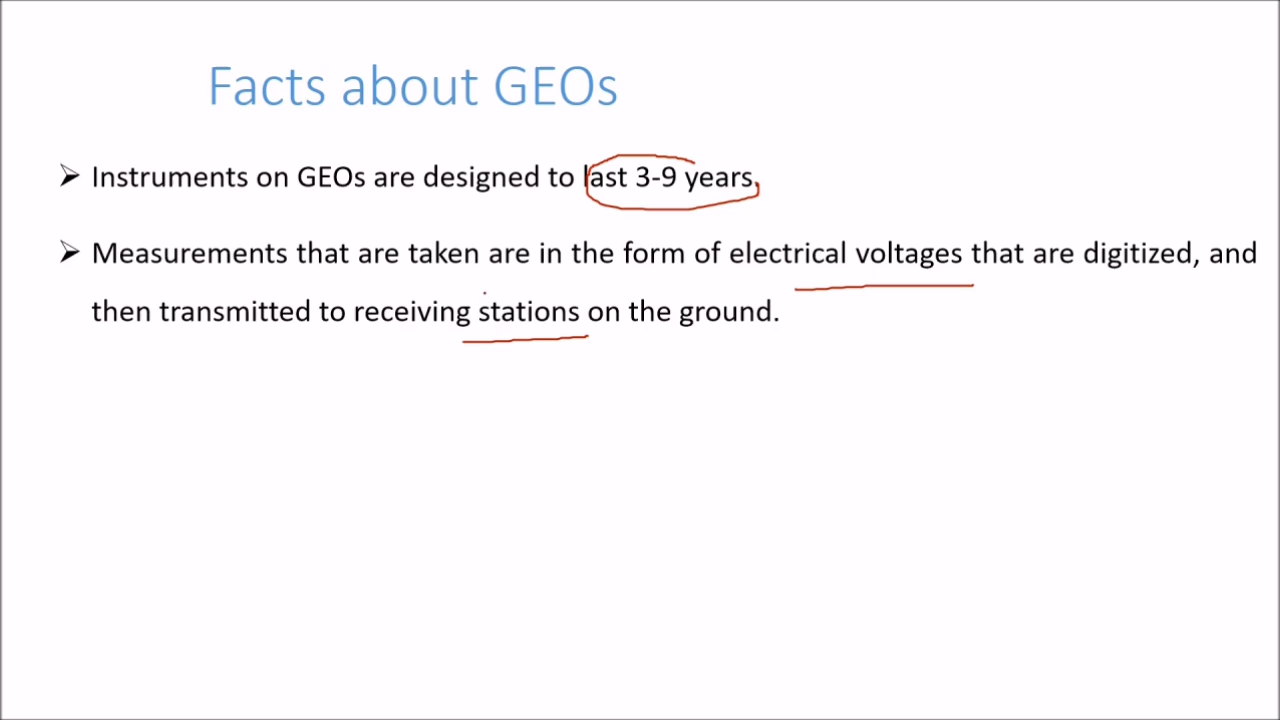 Facts about GEOs
Instruments on GEOs are designed to last 3-9 years.
Measurements that are taken are in the form of electrical voltages that are digitized, and
then transmitted to receiving stations on the ground.